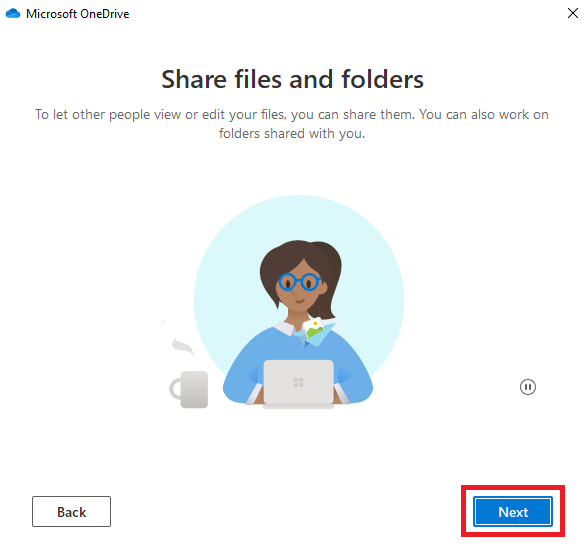 Microsoft OneDrive
Share files and folders
To let other people view or edit your files, you can share them. You can also work on
folders shared with you.
Back
Next